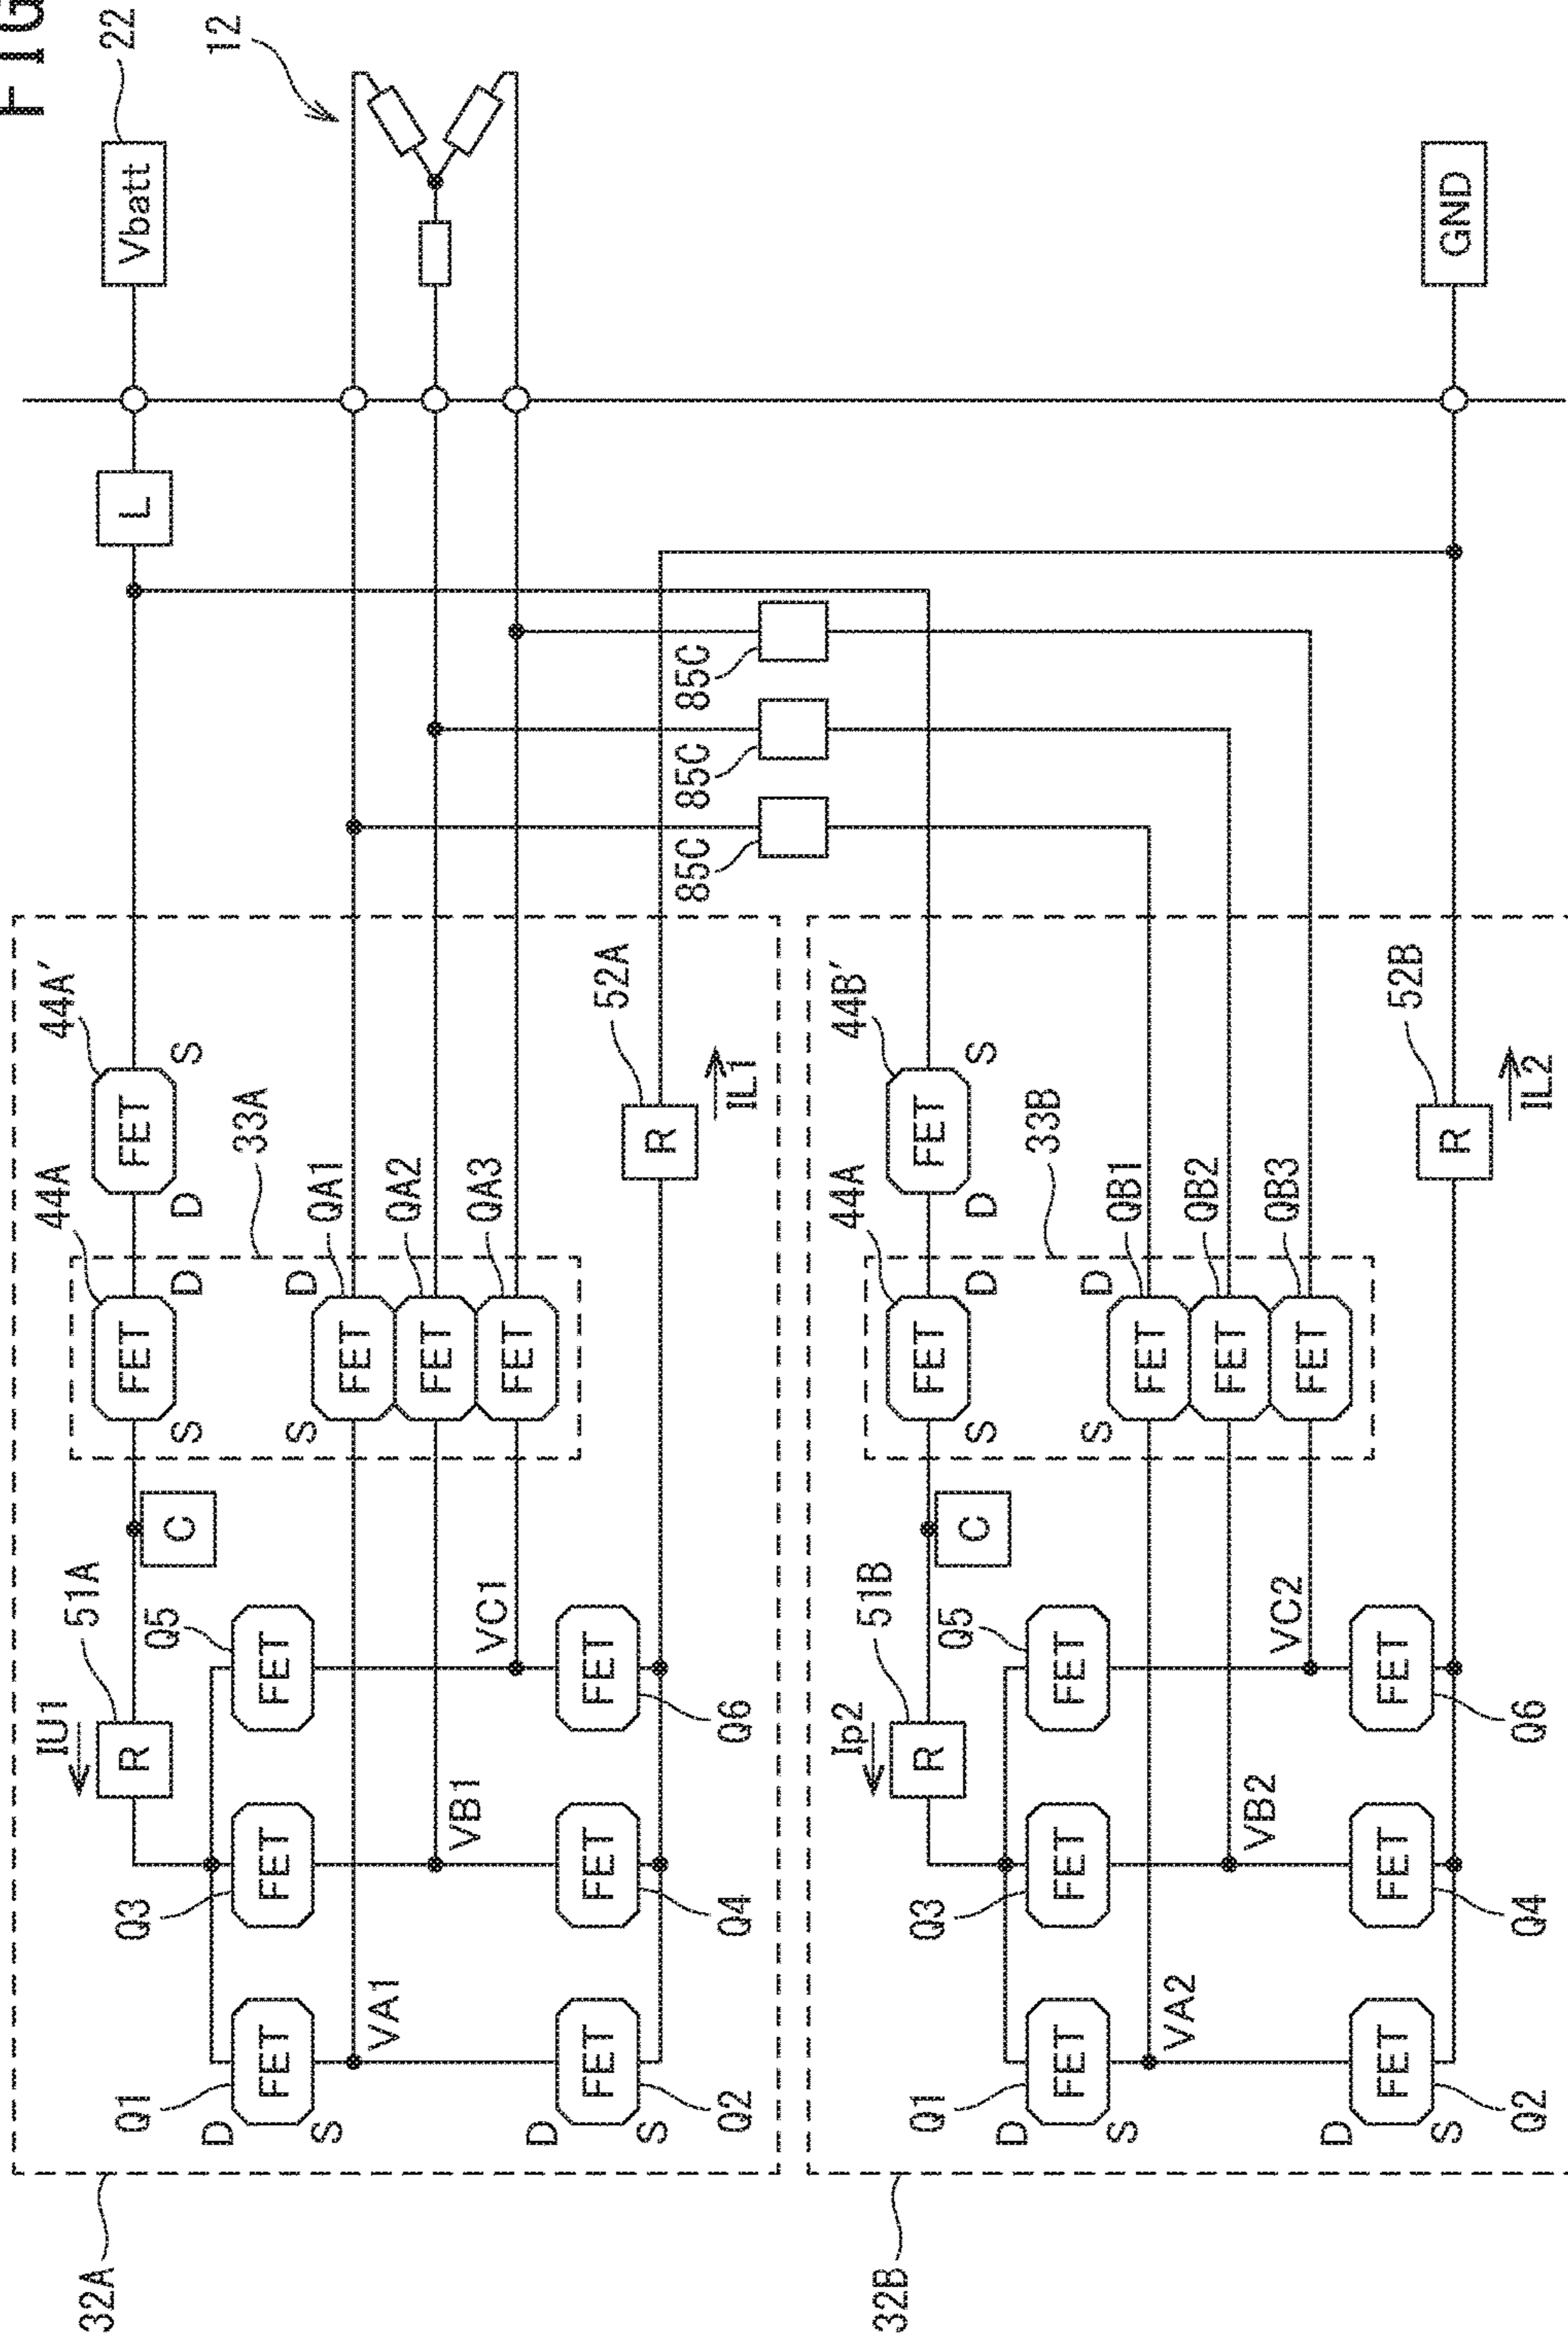 FIG
32A
IU1
51A
44A
44A'
22
Q1
Q3
R
Q5
FET
FET
L
Vbatt
C
S
D
D
S
12
D
33A
FET
FET
FET
S
S
D
QA1
FET
VA1
QA2
FET
VB1
QA3
FET
VC1
D
FET
FET
FET
52A
S
R
85C
85C
85C
Q2
Q4
Q6
IL1
32B
Ip2
51B
44A
44B'
Q1
Q3
R
Q5
FET
FET
C
S
D
D
S
D
33B
FET
FET
FET
S
S
D
QB1
FET
VA2
QB2
FET
VB2
QB3
FET
VC2
D
FET
FET
FET
52B
S
R
GND
Q2
Q4
Q6
IL2